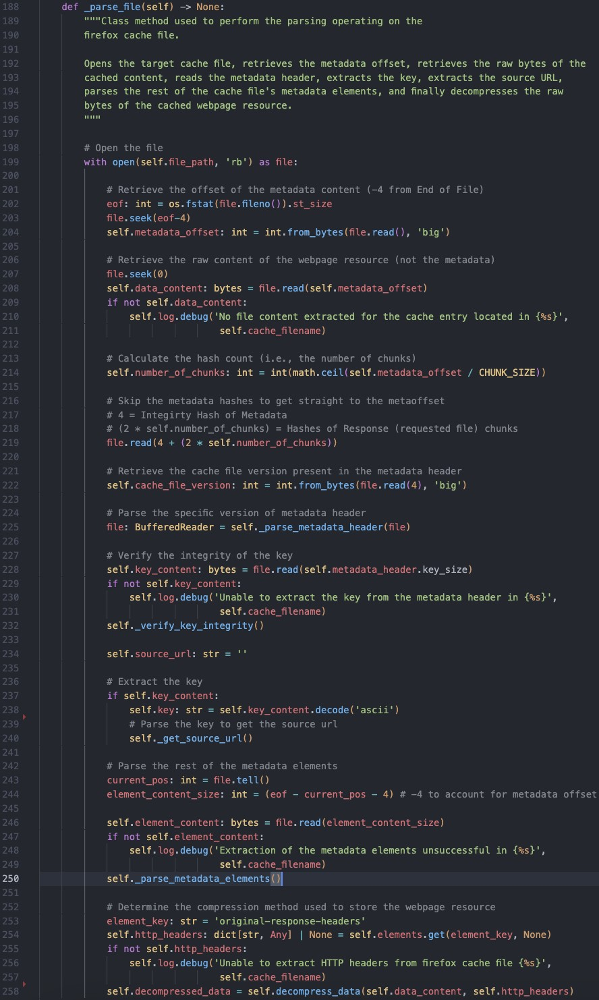 188 def _parse_file(self) -> None:
189 """Class method used to perform the parsing operating on the
190 firefox cache file.
191
192 Opens the target cache file, retrieves the metadata offset, retrieves the raw bytes of the
193 cached content, reads the metadata header, extracts the key, extracts the source URL,
194 parses the rest of the cache file's metadata elements, and finally decompresses the raw
195 bytes of the cached webpage resource.
196 """
197
198 # Open the file
199 with open(self.file_path, 'rb') as file:
200
201 # Retrieve the offset of the metadata content (-4 from End of File)
202 eof: int = os.fstat(file.fileno()).st_size
203 file.seek(eof-4)
204 self.metadata_offset: int = int.from_bytes(file.read(), 'big')
205
206 # Retrieve the raw content of the webpage resource (not the metadata)
207 file.seek(0)
208 self.data_content: bytes = file.read(self.metadata_offset)
209 if not self.data_content:
210 self.log.debug('No file content extracted for the cache entry located in {%s}',
211 self.cache_filename)
212
213 # Calculate the hash count (i.e., the number of chunks)
214 self.number_of_chunks: int = int(math.ceil(self.metadata_offset / CHUNK_SIZE))
215
216 # Skip the metadata hashes to get straight to the metaoffset
217 # 4 = Integirty Hash of Metadata
218 # (2 * self.number_of_chunks) = Hashes of Response (requested file) chunks
219 file.read(4 + (2 * self.number_of_chunks))
220
221 # Retrieve the cache file version present in the metadata header
222 self.cache_file_version: int = int.from_bytes(file.read(4), 'big')
223
224 # Parse the specific version of metadata header
225 file: BufferedReader = self._parse_metadata_header(file)
226
227 # Verify the integrity of the key
228 self.key_content: bytes = file.read(self.metadata_header.key_size)
229 if not self.key_content:
230 self.log.debug('Unable to extract the key from the metadata header in {%s}',
231 self.cache_filename)
232 self._verify_key_integrity()
233
234 self.source_url: str = ''
235
236 # Extract the key
237 if self.key_content:
238 self.key: str = self.key_content.decode('ascii')
239 # Parse the key to get the source url
240 self._get_source_url()
241
242 # Parse the rest of the metadata elements
243 current_pos: int = file.tell()
244 element_content_size: int = (eof - current_pos - 4) # -4 to account for metadata offset
245
246 self.element_content: bytes = file.read(element_content_size)
247 if not self.element_content:
248 self.log.debug('Extraction of the metadata elements unsuccessful in {%s}',
249 self.cache_filename)
250 self._parse_metadata_elements()
251
252 # Determine the compression method used to store the webpage resource
253 element_key: str = 'original-response-headers'
254 self.http_headers: dict[str, Any] | None = self.elements.get(element_key, None)
255 if not self.http_headers:
256 self.log.debug('Unable to extract HTTP headers from firefox cache file {%s}',
257 self.cache_filename)
258 self.decompressed_data = self.decompress_data(self.data_content, self.http_headers)